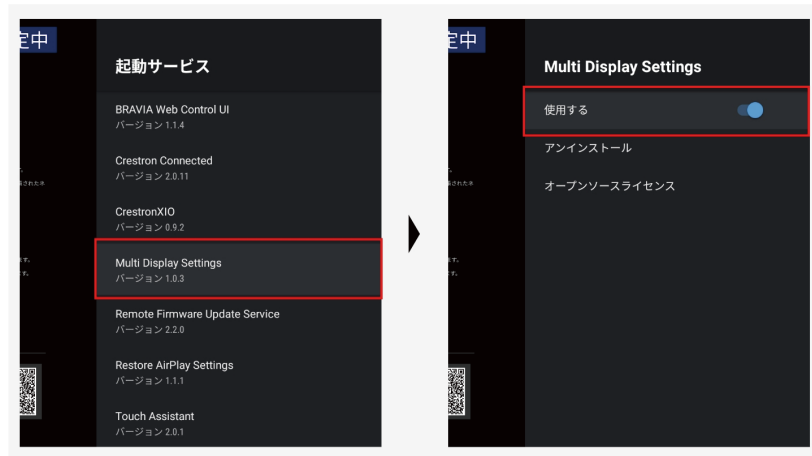 定中
起動サービス
BRAVIA Web Control UI
バージョン 1.1.4
Crestron Connected
バージョン 2.0.11
CrestronXIO
バージョン 0.9.2
Multi Display Settings
バージョン 1.0.3
Remote Firmware Update Service
バージョン 2.2.0
Restore AirPlay Settings
バージョン 1.1.1
Touch Assistant
バージョン 2.0.1
定中
Multi Display Settings
使用する
アンインストール
オープンソースライセンス